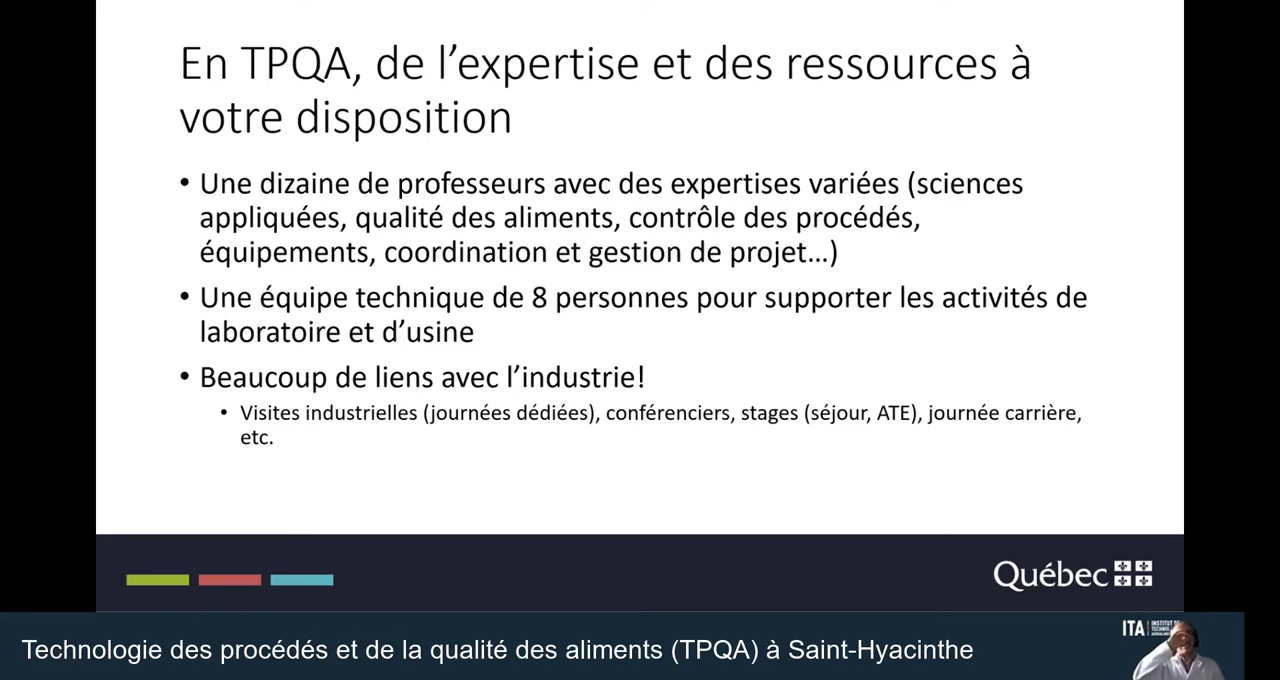 En TPQA, de l’expertise et des ressources à
votre disposition
• Une dizaine de professeurs avec des expertises variées (sciences
appliquées, qualité des aliments, contrôle des procédés,
équipements, coordination et gestion de projet…)
• Une équipe technique de 8 personnes pour supporter les activités de
laboratoire et d’usine
• Beaucoup de liens avec l’industrie!
• Visites industrielles (journées dédiées), conférenciers, stages (séjour, ATE), journée carrière,
etc.
Québec
ITA
Technologie des procédés et de la qualité des aliments (TPQA) à Saint-Hyacinthe